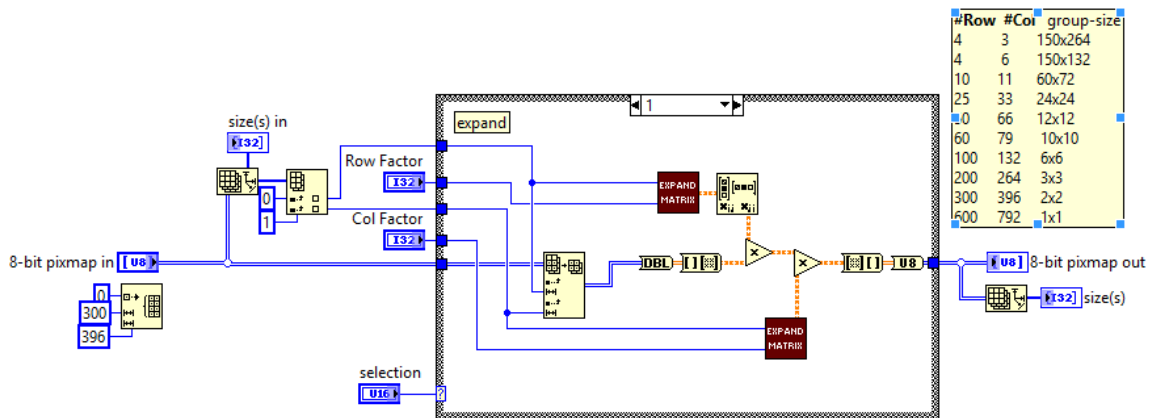 #Row #Col group-size
4 3 150x264
4 6 150x132
10 11 60x72
25 33 24x24
50 66 12x12
60 79 10x10
100 132 6x6
200 264 3x3
300 396 2x2
600 792 1x1
1
expand
size(s) in
I32]
0
1
Row Factor
I32
Col Factor
I32
EXPAND
MATRIX
8-bit pixmap in
[U8
DBL
U8
U8]
8-bit pixmap out
I32]
size(s)
0
300
396
EXPAND
MATRIX
selection
U16
?